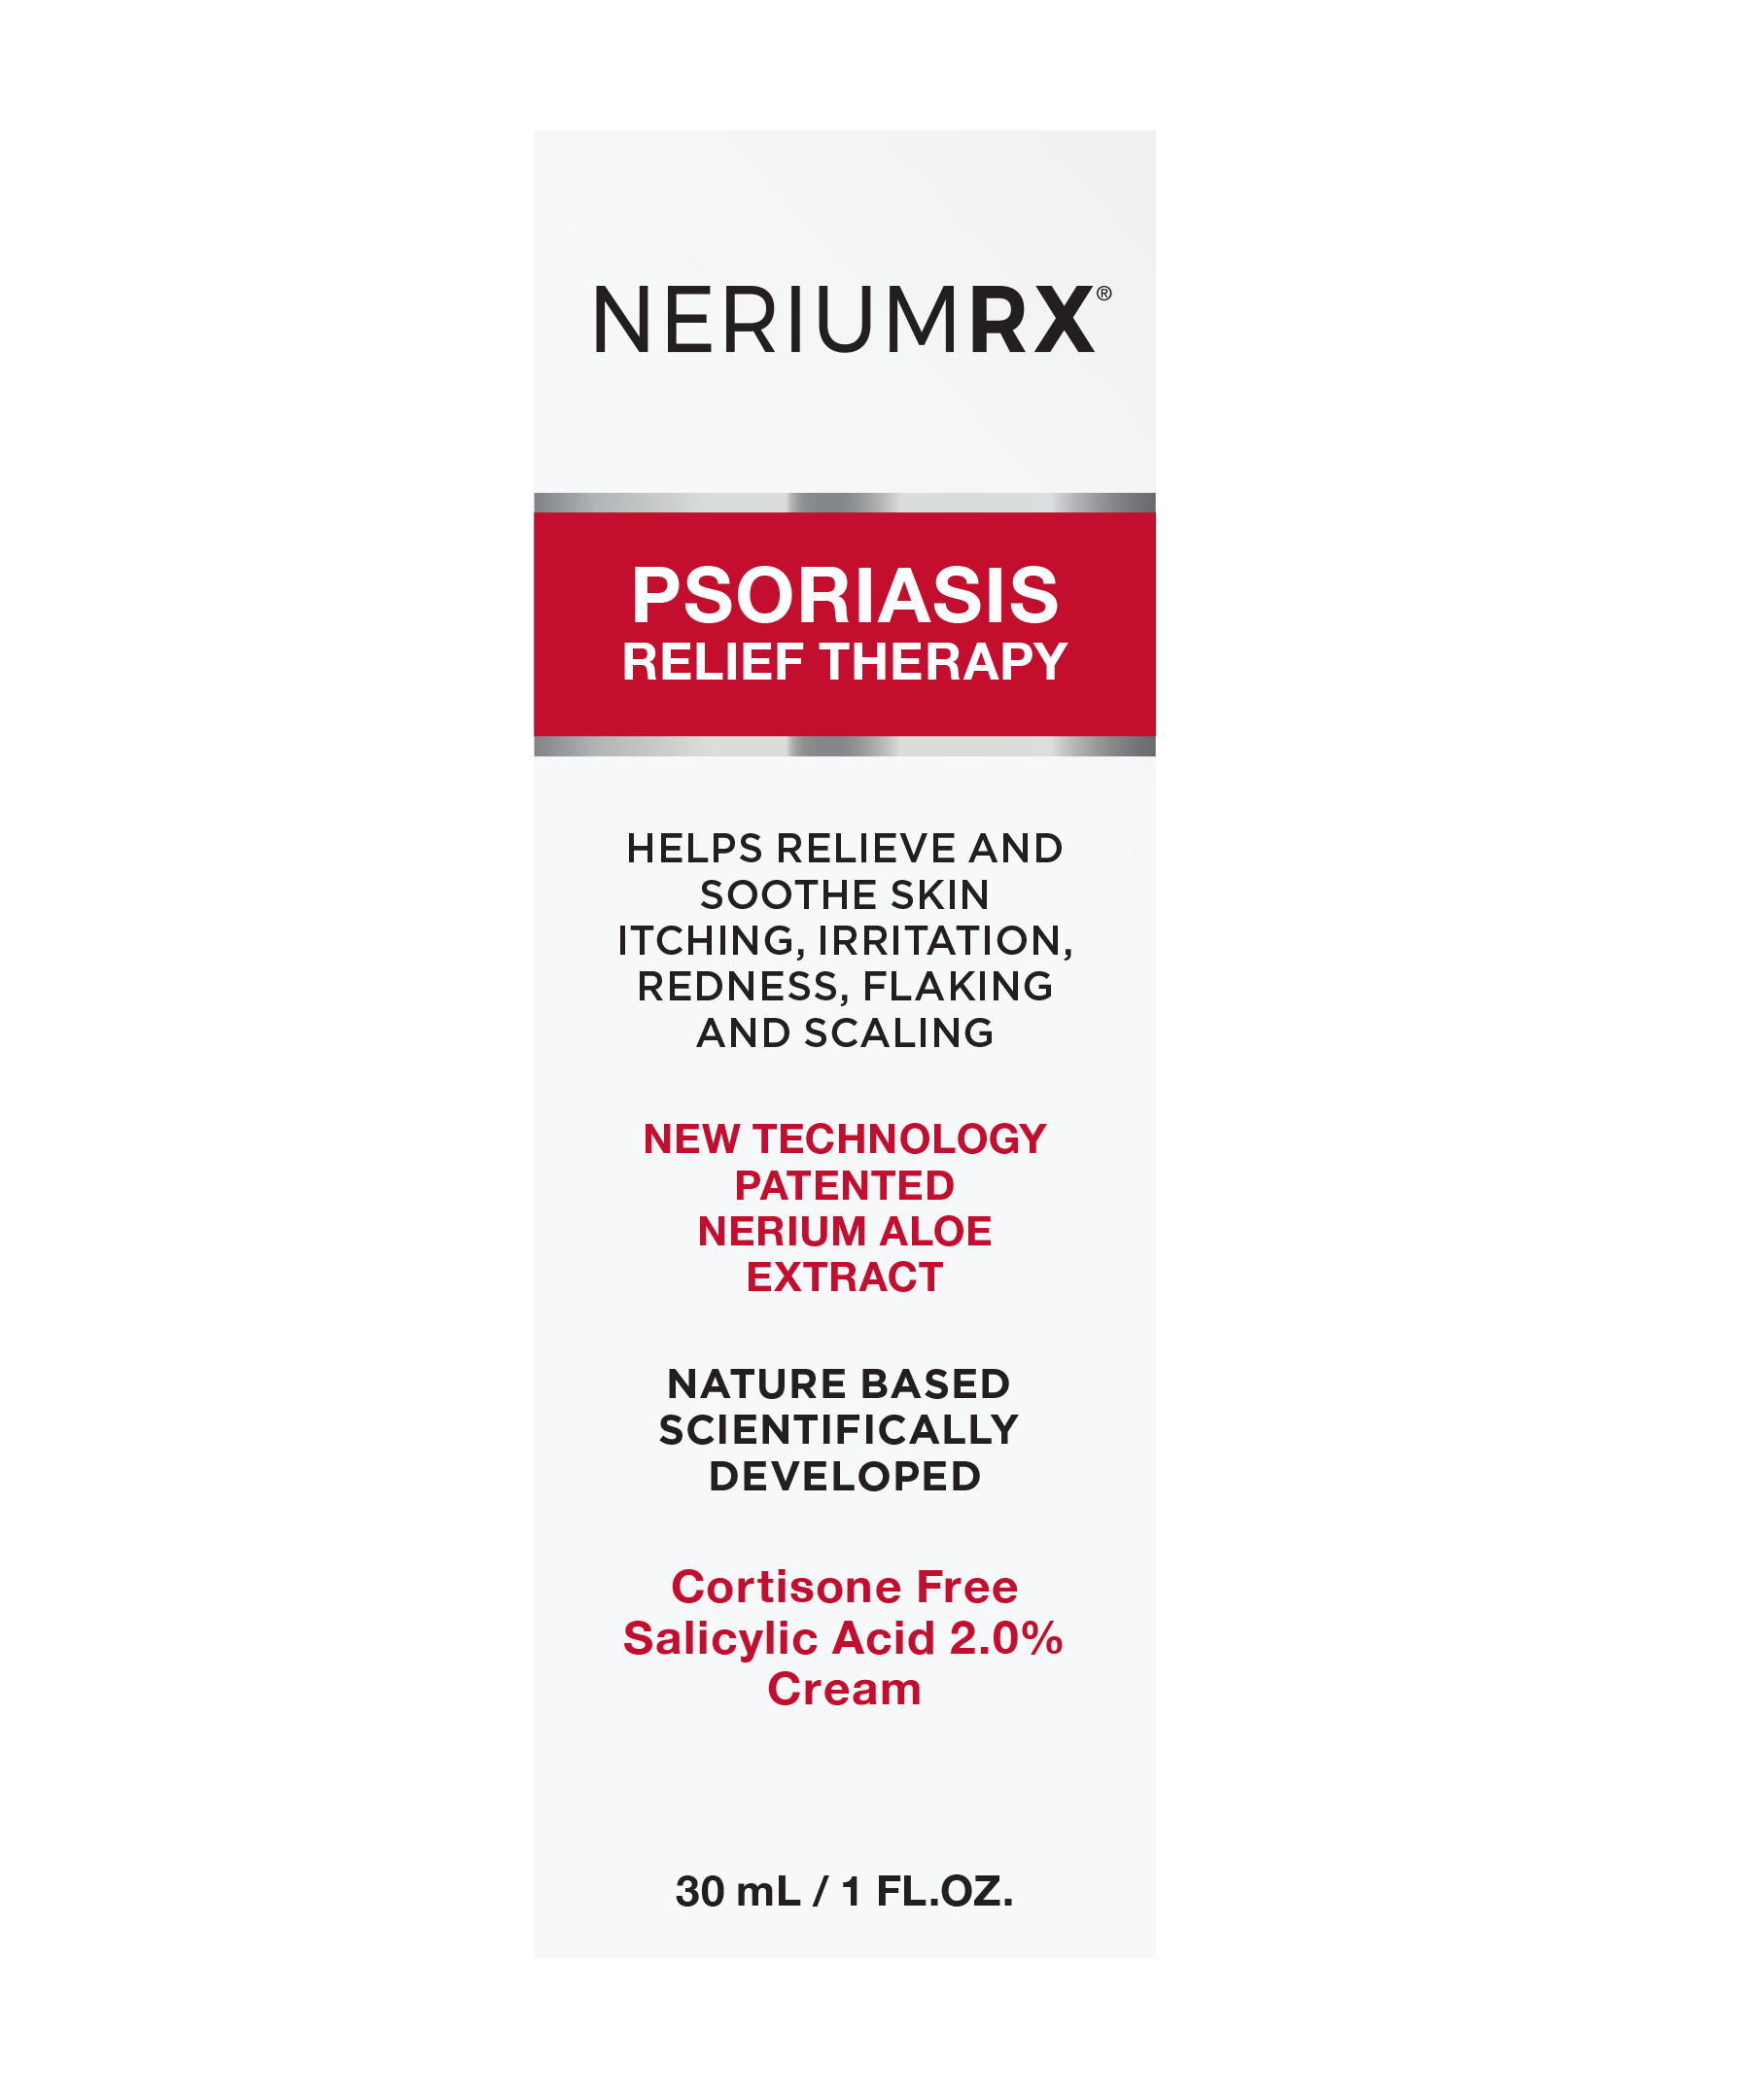 NERIUMRX®
PSORIASIS
RELIEF THERAPY
HELPS RELIEVE AND
SOOTHE SKIN
ITCHING, IRRITATION,
REDNESS, FLAKING
AND SCALING
NEW TECHNOLOGY
PATENTED
NERIUM ALOE
EXTRACT
NATURE BASED
SCIENTIFICALLY
DEVELOPED
Cortisone Free
Salicylic Acid 2.0%
Cream
30 mL / 1 FL.OZ.